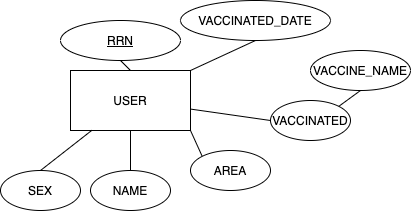 VACCINATED_DATE
RRN
VACCINE_NAME
USER
VACCINATED
AREA
SEX
NAME